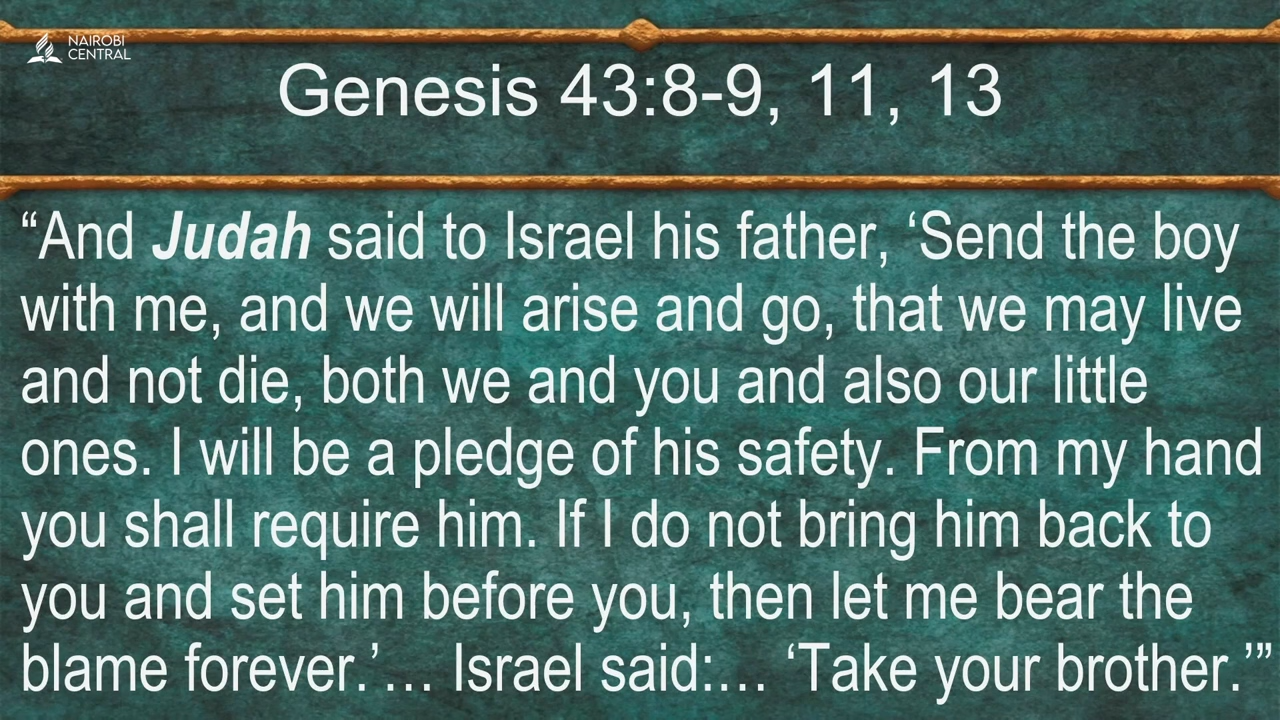 NAIROBI
CENTRAL
Genesis 43:8-9, 11, 13
“And Judah said to Israel his father, ‘Send the boy
with me, and we will arise and go, that we may live
and not die, both we and you and also our little
ones. I will be a pledge of his safety. From my hand
you shall require him. If I do not bring him back to
you and set him before you, then let me bear the
blame forever.’… Israel said:… ‘Take your brother.’”